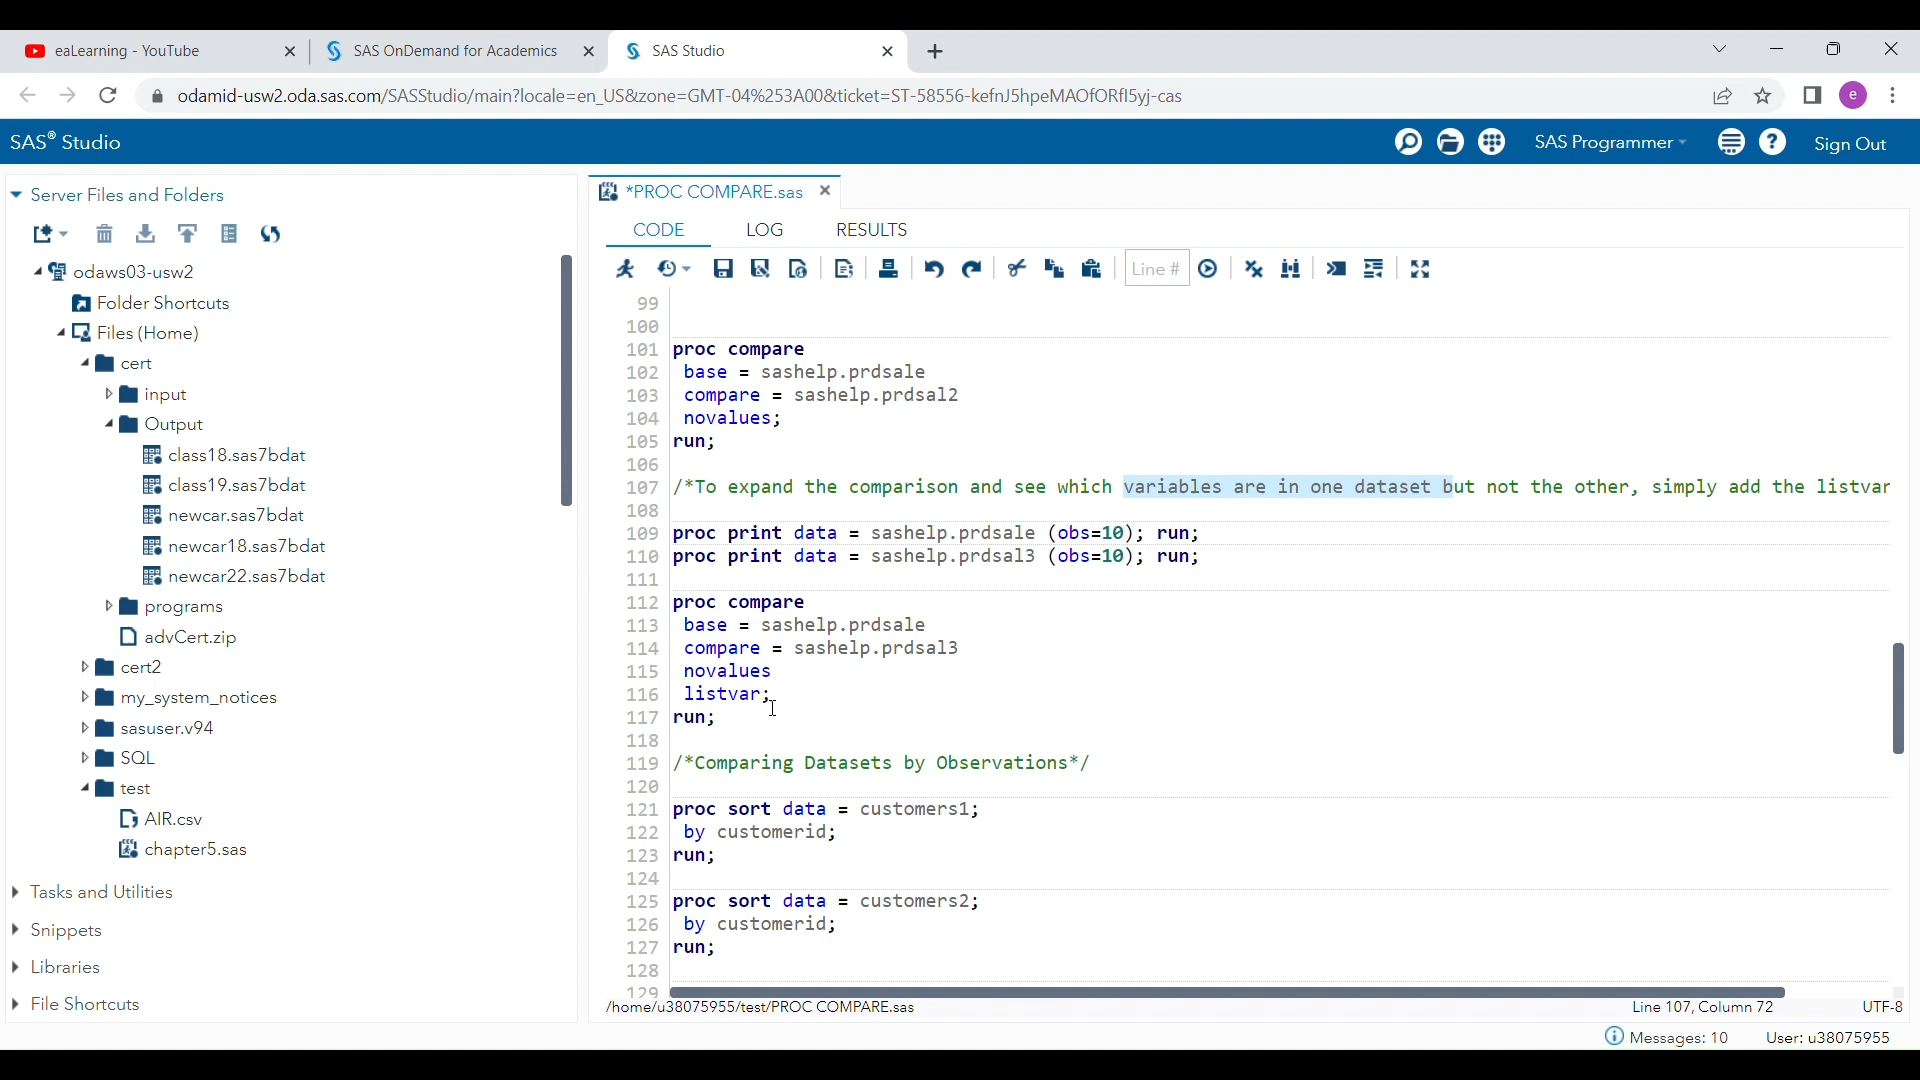 eaLearning - YouTube
SAS OnDemand for Academics
SAS Studio
odamid-usw2.oda.sas.com/SASStudio/main?locale=en_US&zone=GMT-04%253A00&ticket=ST-58556-kefnJ5hpeMAOfORfI5yj-cas
e
SAS® Studio
SAS Programmer
Sign Out
Server Files and Folders
odaws03-usw2
Folder Shortcuts
Files (Home)
cert
input
Output
class18.sas7bdat
class19.sas7bdat
newcar.sas7bdat
newcar18.sas7bdat
newcar22.sas7bdat
programs
advCert.zip
cert2
my_system_notices
sasuser.v94
SQL
test
AIR.csv
chapter5.sas
Tasks and Utilities
Snippets
Libraries
File Shortcuts
*PROC COMPARE.sas
CODE LOG RESULTS
Line #
99
100
101 proc compare
102 base = sashelp.prdsale
103 compare = sashelp.prdsal2
104 novalues;
105 run;
106
107 /*To expand the comparison and see which variables are in one dataset but not the other, simply add the listvar
108
109 proc print data = sashelp.prdsale (obs=10); run;
110 proc print data = sashelp.prdsal3 (obs=10); run;
111
112 proc compare
113 base = sashelp.prdsale
114 compare = sashelp.prdsal3
115 novalues
116 listvar;
117 run;
118
119 /*Comparing Datasets by Observations*/
120
121 proc sort data = customers1;
122 by customerid;
123 run;
124
125 proc sort data = customers2;
126 by customerid;
127 run;
128
129
/home/u38075955/test/PROC COMPARE.sas
Line 107, Column 72
UTF-8
Messages: 10
User: u38075955